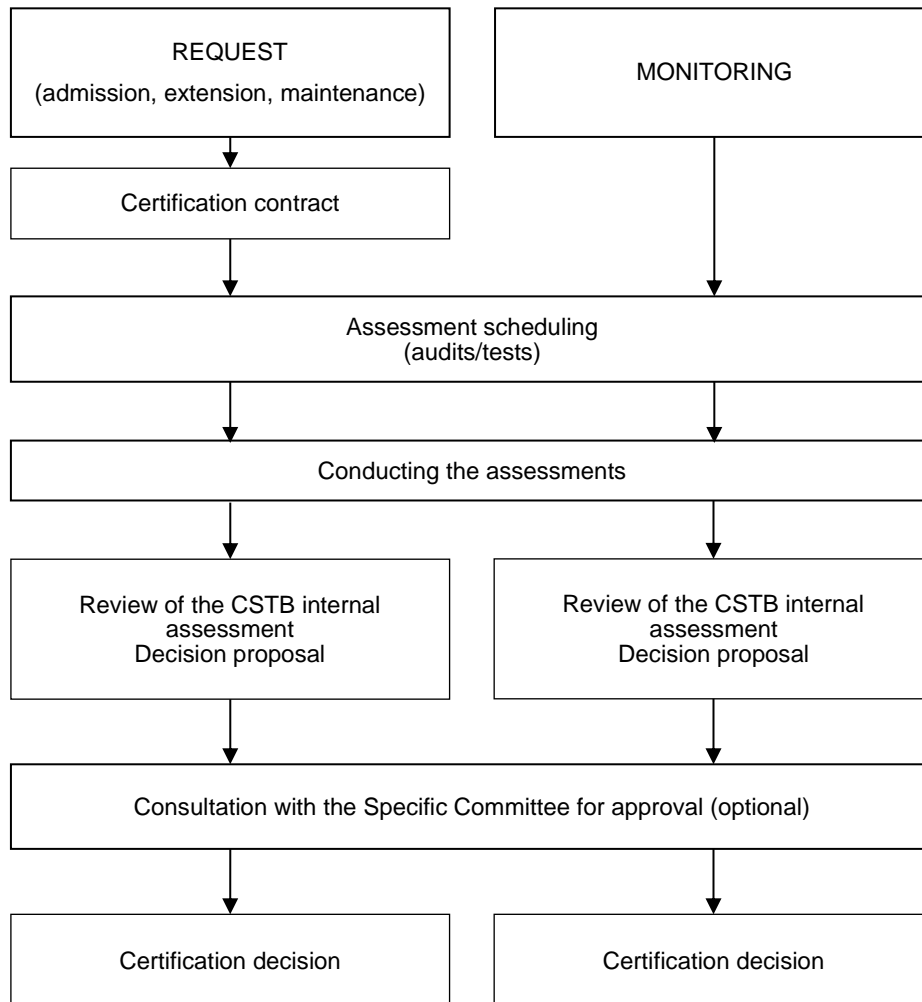 REQUEST
(admission, extension, maintenance)
MONITORING
Certification contract
Assessment scheduling
(audits/tests)
Conducting the assessments
Review of the CSTB internal
assessment
Decision proposal
Review of the CSTB internal
assessment
Decision proposal
Consultation with the Specific Committee for approval (optional)
Certification decision
Certification decision